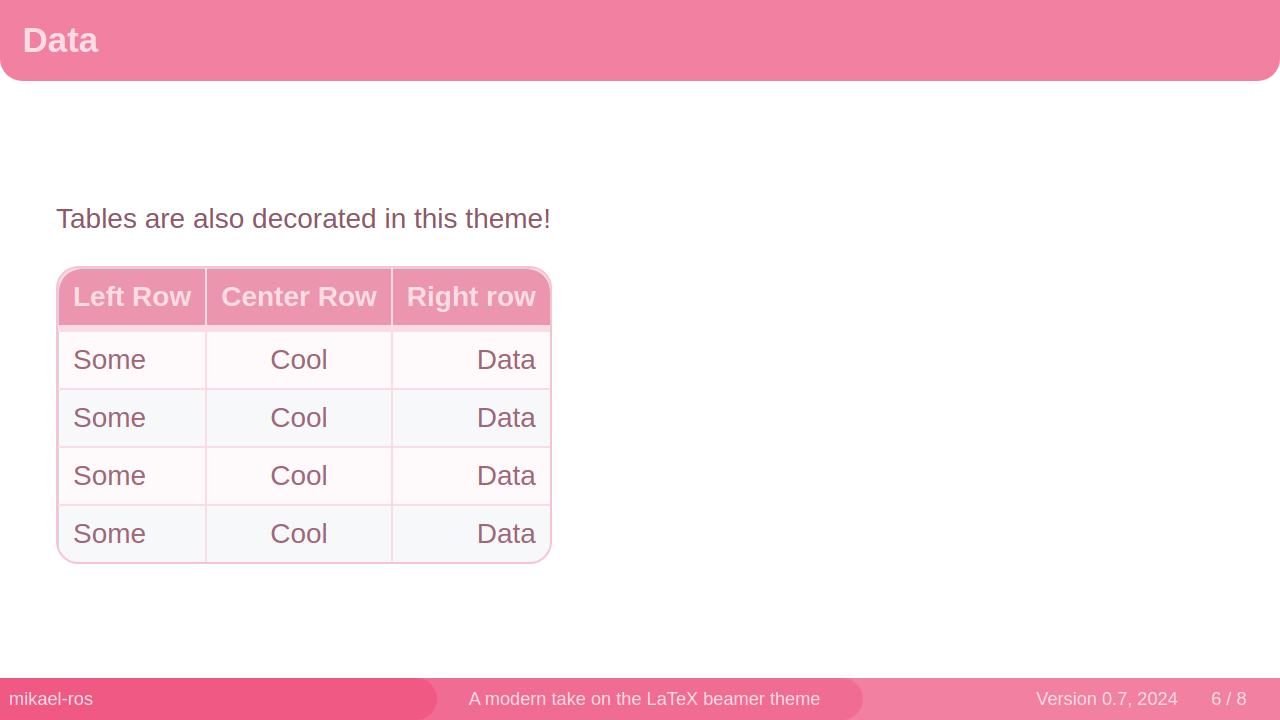 Data
Tables are also decorated in this theme!
Left Row Center Row Right row
Some Cool Data
Some Cool Data
Some Cool Data
Some Cool Data
mikael-ros A modern take on the LaTeX beamer theme Version 0.7, 2024 6 / 8